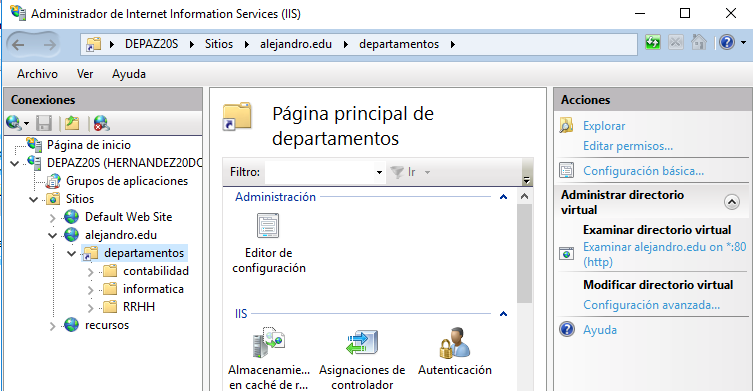 Administrador de Internet Information Services (IIS)
DEPAZ20S
Sitios
alejandro.edu
departamentos
Archivo Ver Ayuda
Conexiones
Página de inicio
DEPAZ20S (HERNANDEZ20DO
Grupos de aplicaciones
Sitios
Default Web Site
alejandro.edu
departamentos
contabilidad
informatica
RRHH
recursos
Página principal de
departamentos
Filtro: Ir
Administración
Editor de
configuración
IIS
Almacenamie...
en caché de r...
Asignaciones de
controlador
Autenticación
Acciones
Explorar
Editar permisos...
Configuración básica...
Administrar directorio
virtual
Examinar directorio virtual
Examinar alejandro.edu on *:80
(http)
Modificar directorio virtual
Configuración avanzada...
Ayuda